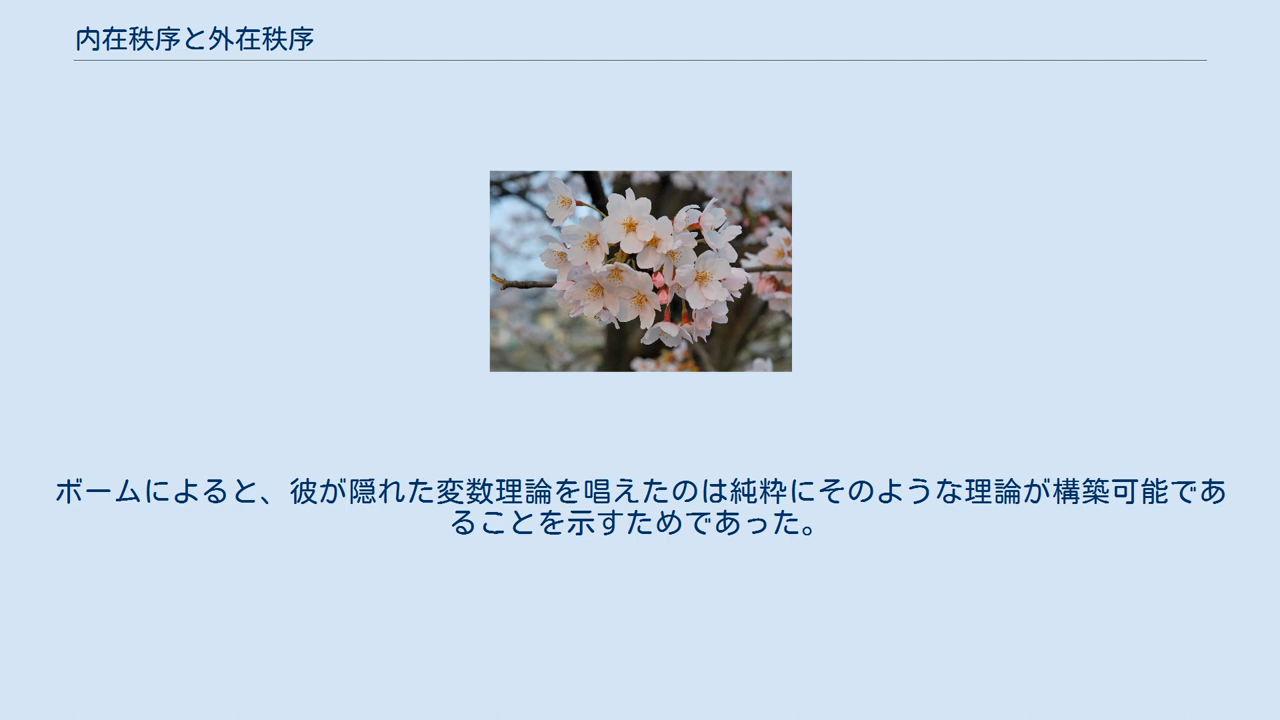 内在秩序と外在秩序
ボームによると、彼が隠れた変数理論を唱えたのは純粋にそのような理論が構築可能であ
ることを示すためであった。